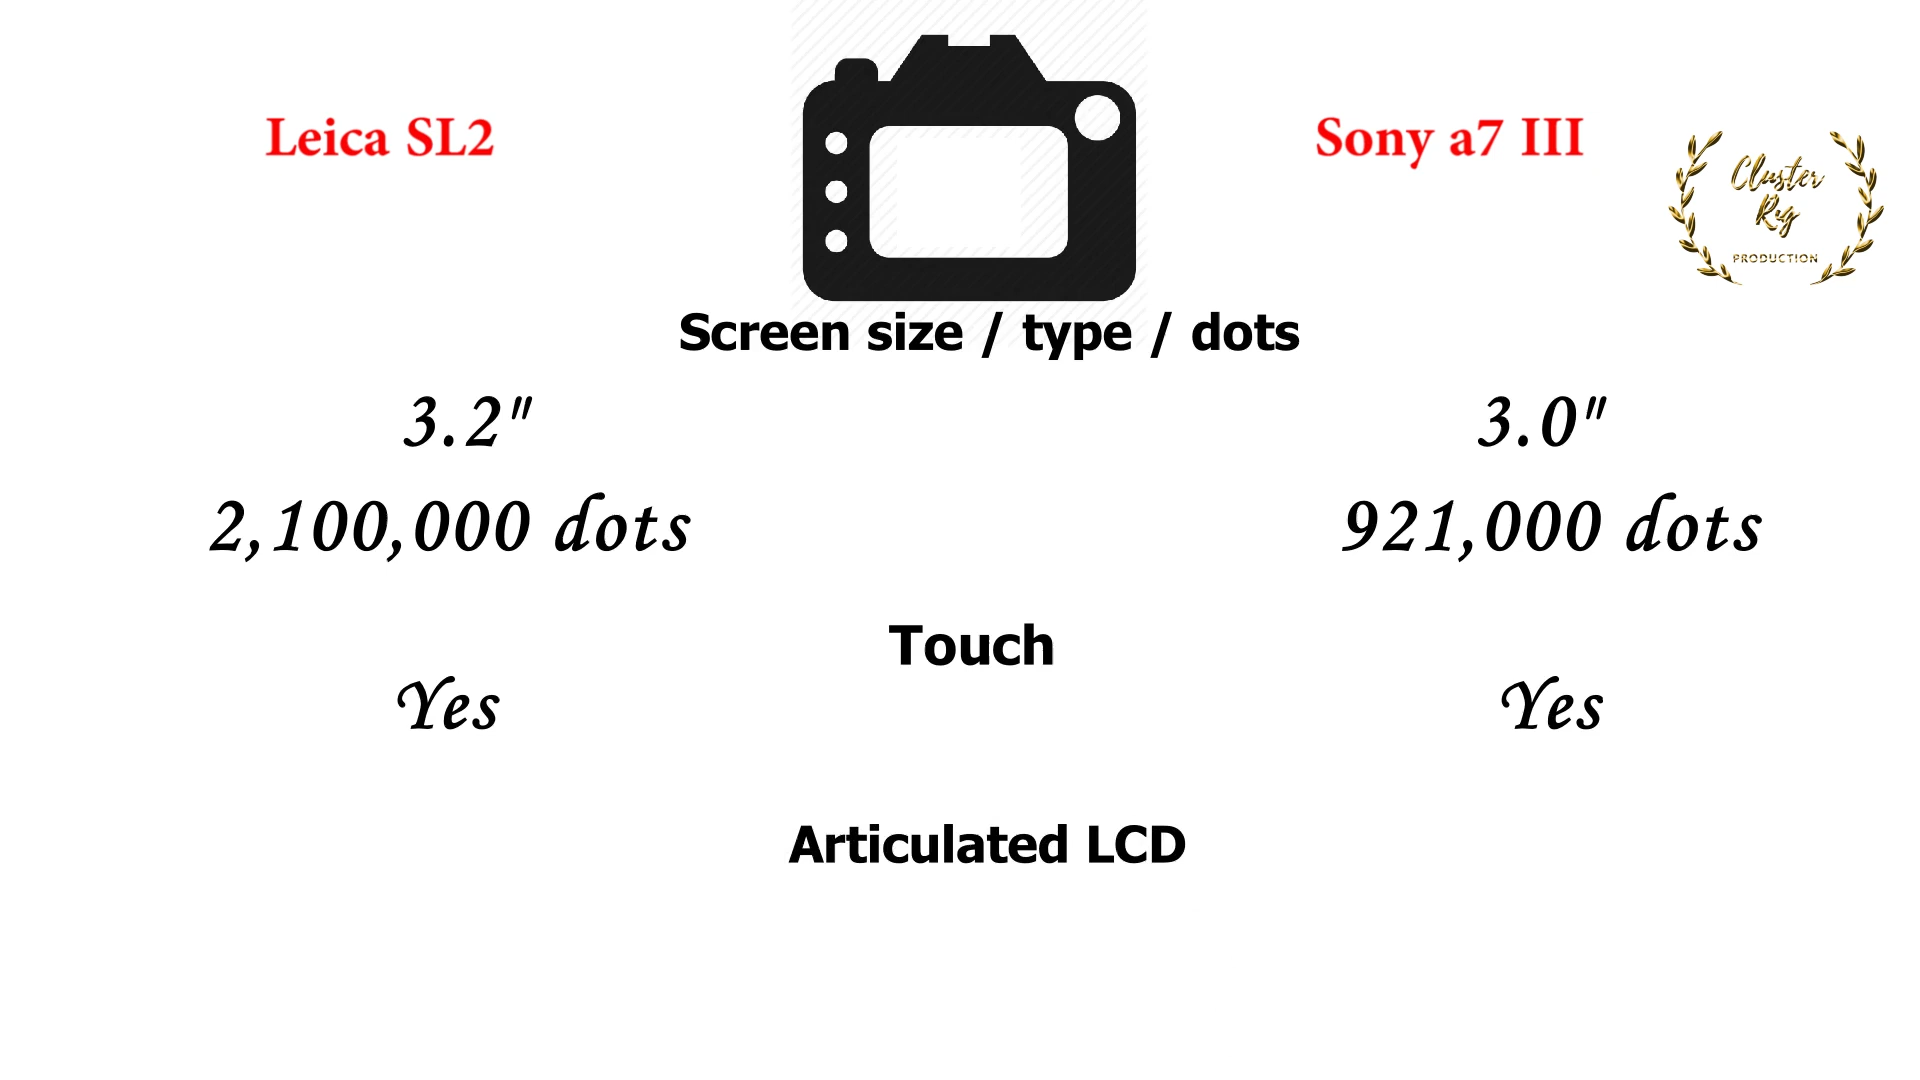 Leica SL2
Sony a7 III
Cluster
Rig
PRODUCTION
Screen size / type / dots
3.2"
3.0"
2,100,000 dots
921,000 dots
Touch
Yes
Yes
Articulated LCD